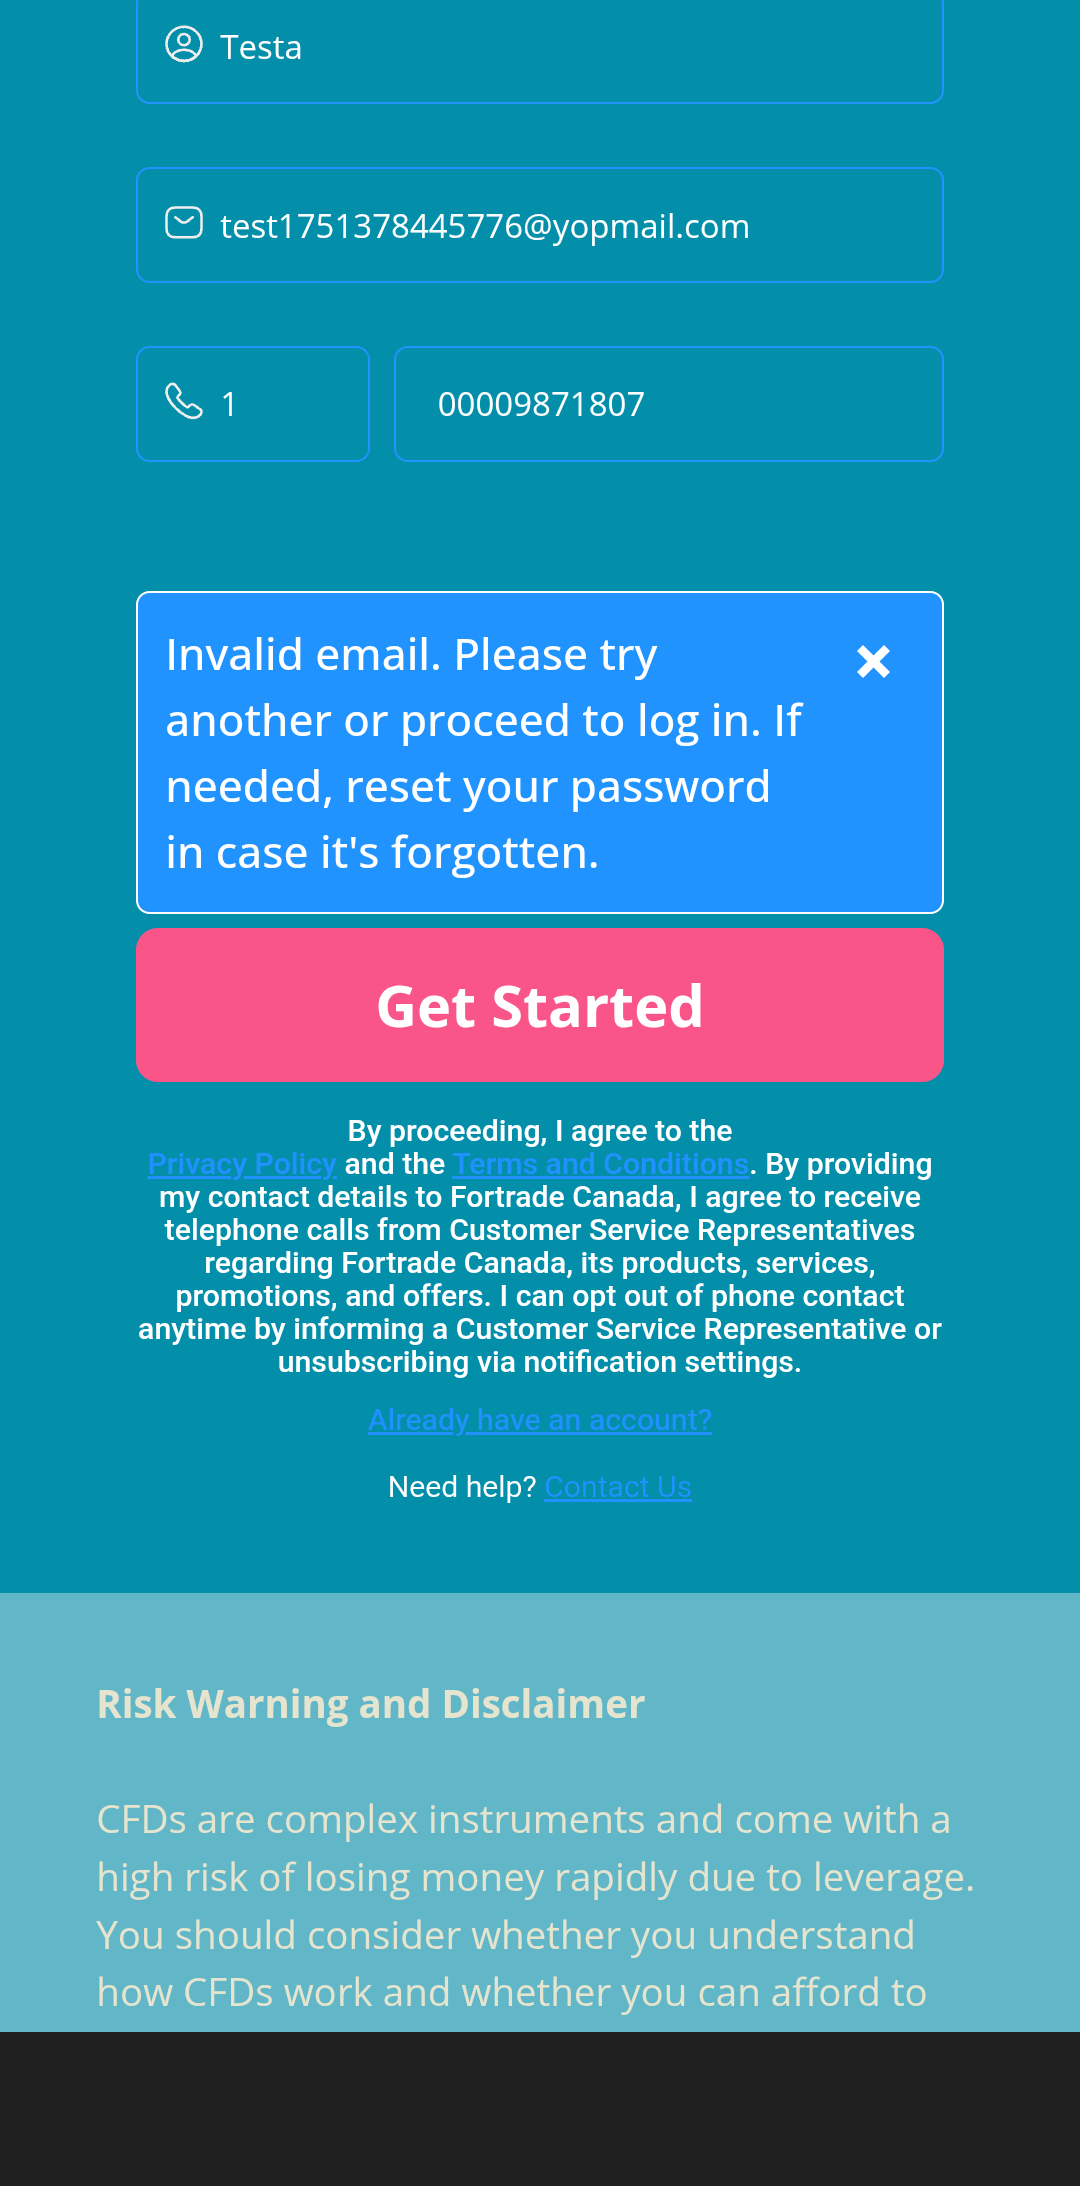 Testa
test1751378445776@yopmail.com
1
00009871807
Invalid email. Please try
another or proceed to log in. If
needed, reset your password
in case it's forgotten.
Get Started
By proceeding, I agree to the
Privacy Policy and the Terms and Conditions. By providing
my contact details to Fortrade Canada, I agree to receive
telephone calls from Customer Service Representatives
regarding Fortrade Canada, its products, services,
promotions, and offers. I can opt out of phone contact
anytime by informing a Customer Service Representative or
unsubscribing via notification settings.
Already have an account?
Need help? Contact Us
Risk Warning and Disclaimer
CFDs are complex instruments and come with a
high risk of losing money rapidly due to leverage.
You should consider whether you understand
how CFDs work and whether you can afford to